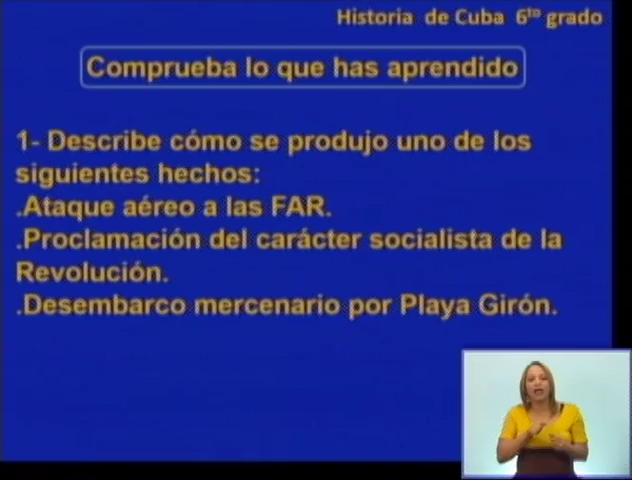 Historia de Cuba 6to grado
Comprueba lo que has aprendido
1- Describe cómo se produjo uno de los
siguientes hechos:
.Ataque aéreo a las FAR.
.Proclamación del carácter socialista de la
Revolución.
.Desembarco mercenario por Playa Girón.